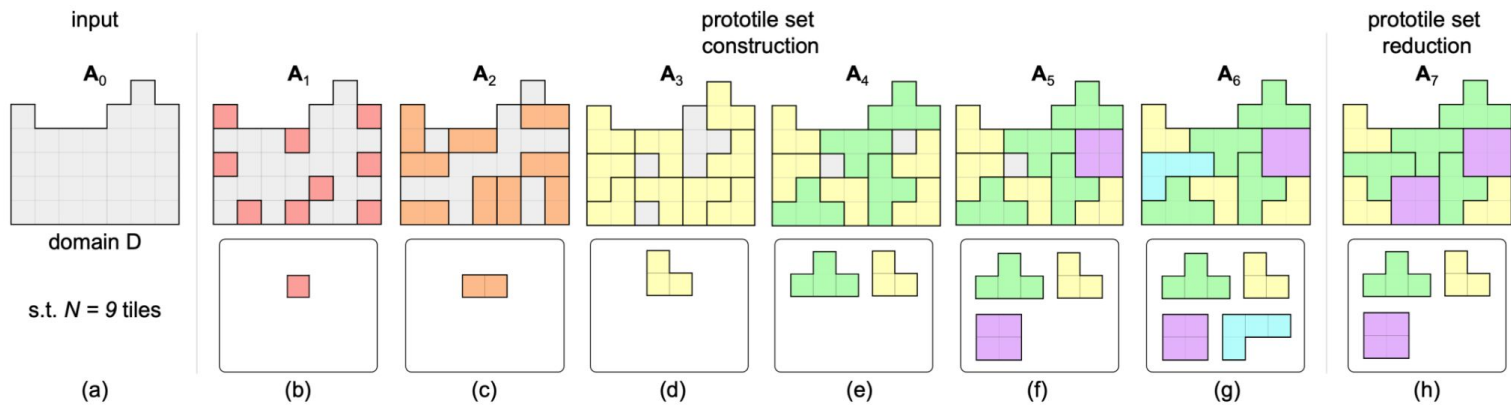 input
prototile set
construction
prototile set
reduction
A0
A1
A2
A3
A4
A5
A6
A7
domain D
s.t. N = 9 tiles
(a)
(b)
(c)
(d)
(e)
(f)
(g)
(h)